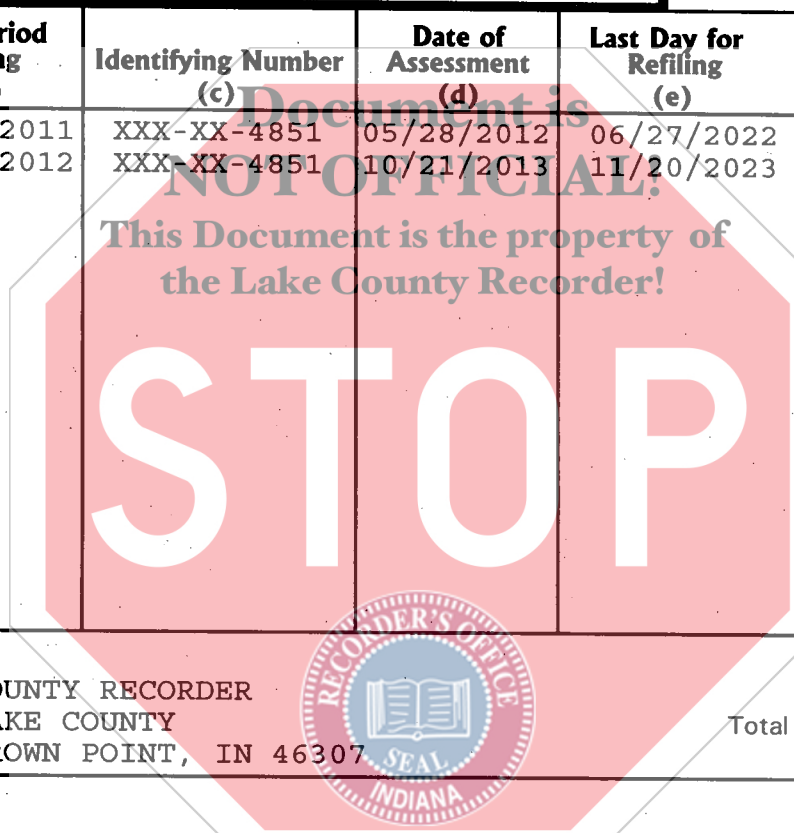 riod
ng
Identifying Number
(c)
Date of
Assessment
(d)
Last Day for
Refiling
(e)
Document is
2011 XXX-XX-4851 05/28/2012 06/27/2022
2012 XXX-XX-4851 10/21/2013 11/20/2023
NOT OFFICIAL!
This Document is the property of
the Lake County Recorder!
STOP
OUNTY RECORDER
AKE COUNTY
ROWN POINT, IN 46307
Total
RECORDER'S OFFICE
SEAL
INDIANA